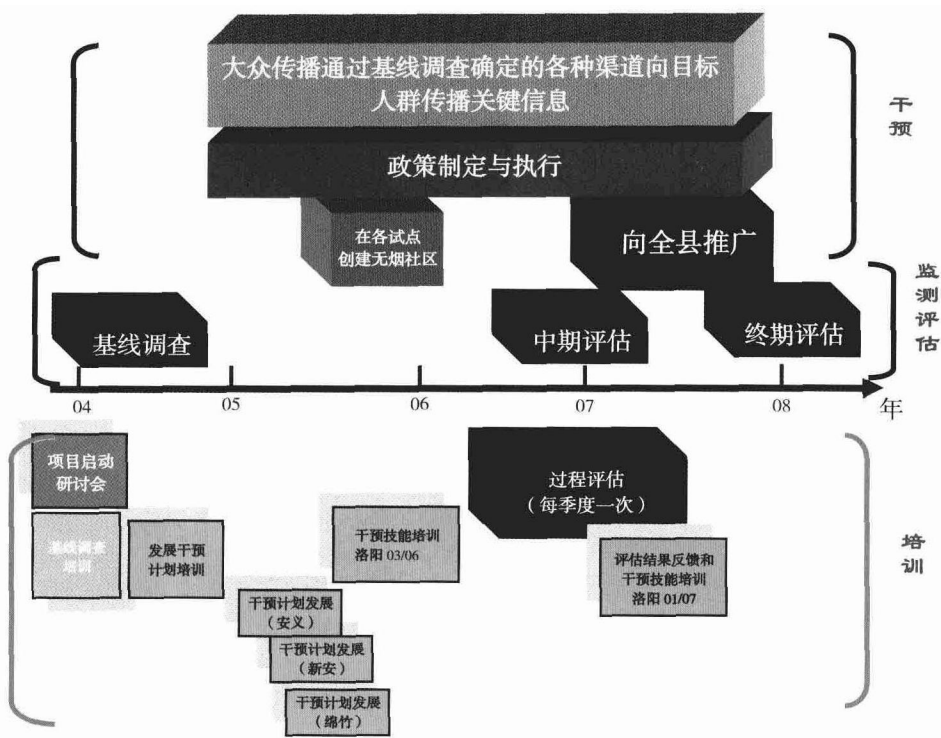 大众传播通过基线调查确定的各种渠道向目标
人群传播关键信息
干预
政策制定与执行
在各试点
创建无烟社区
向全县推广
监测评估
基线调查
中期评估
终期评估
04
05
06
07
08
年
项目启动
研讨会
过程评估
(每季度一次)
基线调查
培训
发展干预
计划培训
干预技能培训
洛阳 03/06
评估结果反馈和
干预技能培训
洛阳 01/07
培训
干预计划发展
(安义)
干预计划发展
(新安)
干预计划发展
(绵竹)